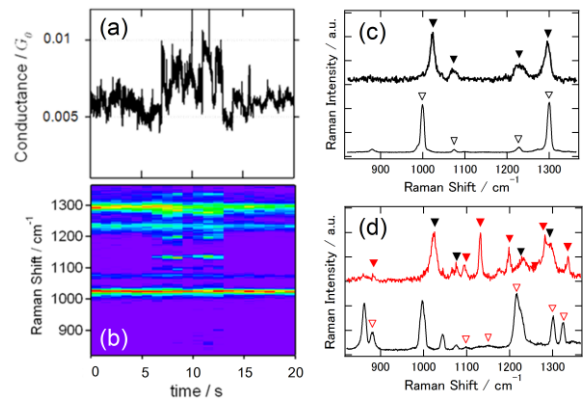 (a)
Conductance / G₀
0.01
0.005
(b)
Raman Shift / cm⁻¹
1300
1200
1100
1000
900
0 5 10 15 20
time / s
(c)
Raman Intensity / a.u.
900 1000 1100 1200 1300
Raman Shift / cm⁻¹
(d)
Raman Intensity / a.u.
900 1000 1100 1200 1300
Raman Shift / cm⁻¹